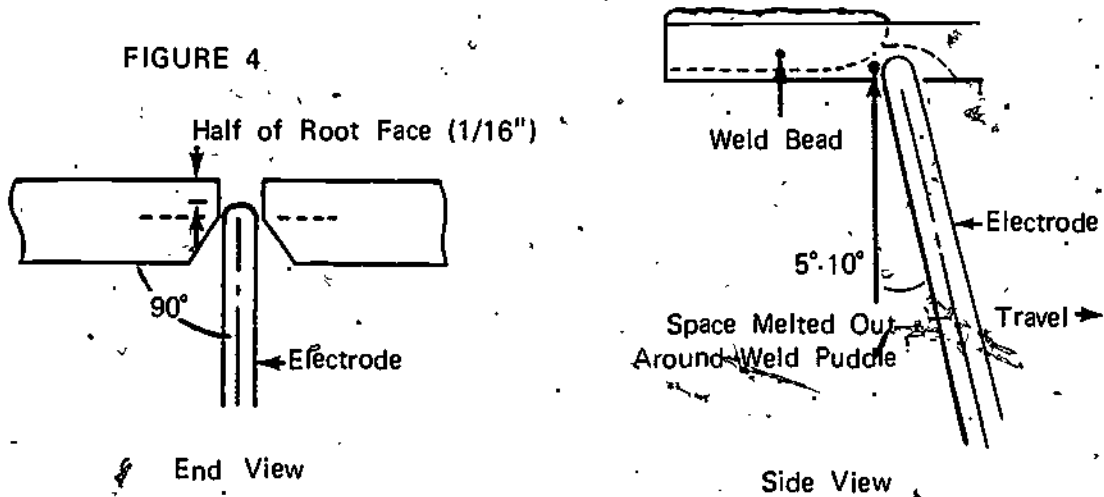 FIGURE 4
Half of Root Face (1/16")
90°
Electrode
End View
Weld Bead
Electrode
5°-10°
Travel
Space Melted Out
Around Weld Puddle
Side View